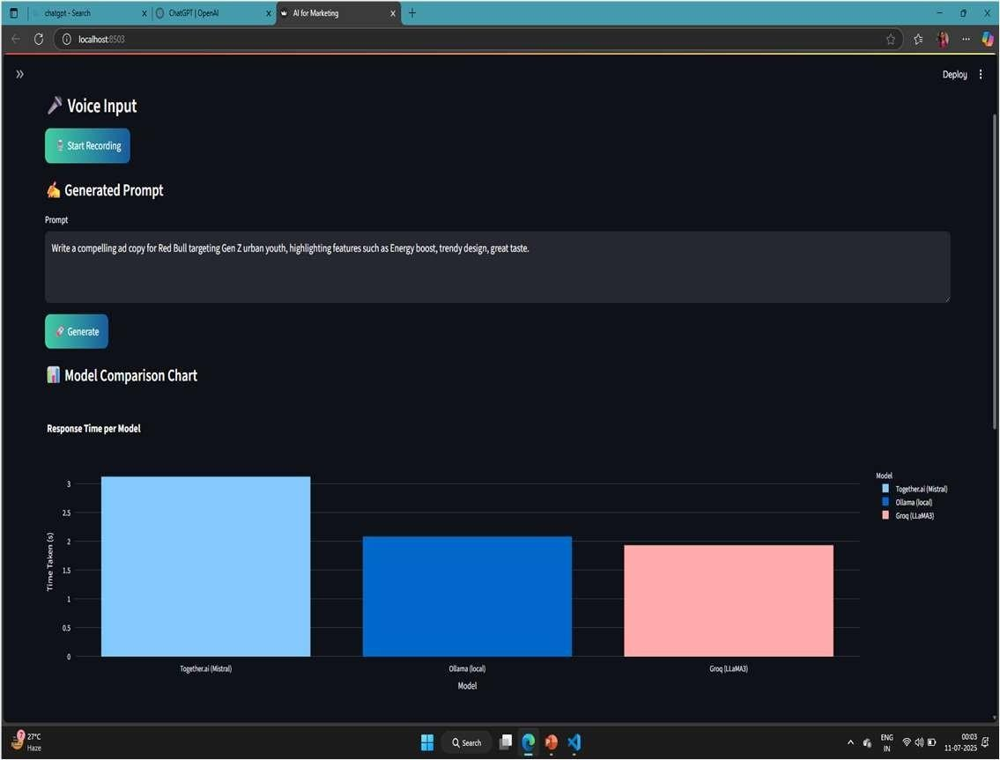 chatgpt - Search
ChatGPT | OpenAI
AI for Marketing
localhost:8503
Deploy
Voice Input
Start Recording
Generated Prompt
Prompt
Write a compelling ad copy for Red Bull targeting Gen Z urban youth, highlighting features such as Energy boost, trendy design, great taste.
Generate
Model Comparison Chart
Response Time per Model
Model
Together.ai (Mistral)
Ollama (local)
Groq (LLaMA3)
3
2.5
2
1.5
1
0.5
0
Time Taken (s)
Together.ai (Mistral)
Ollama (local)
Groq (LLaMA3)
Model
7
27°C
Haze
Search
ENG
IN
00:03
11-07-2025